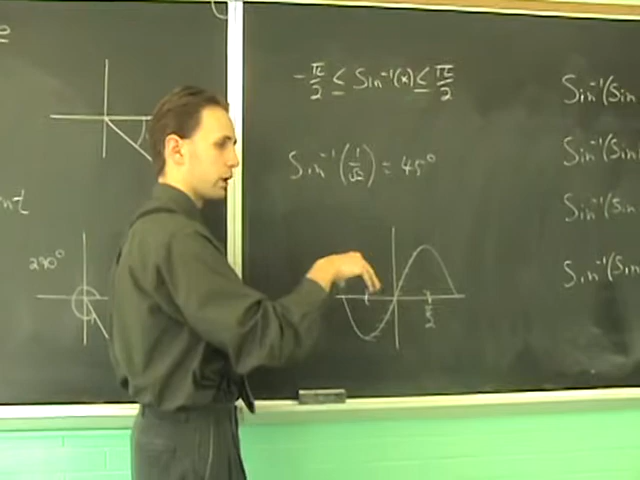 290°
-π/2 ≤ Sin⁻¹(x) ≤ π/2
Sin⁻¹(1/√2) = 45°
π/2
Sin⁻¹(Sin
Sin⁻¹(Sin
Sin⁻¹(Sin
Sin⁻¹(Sin